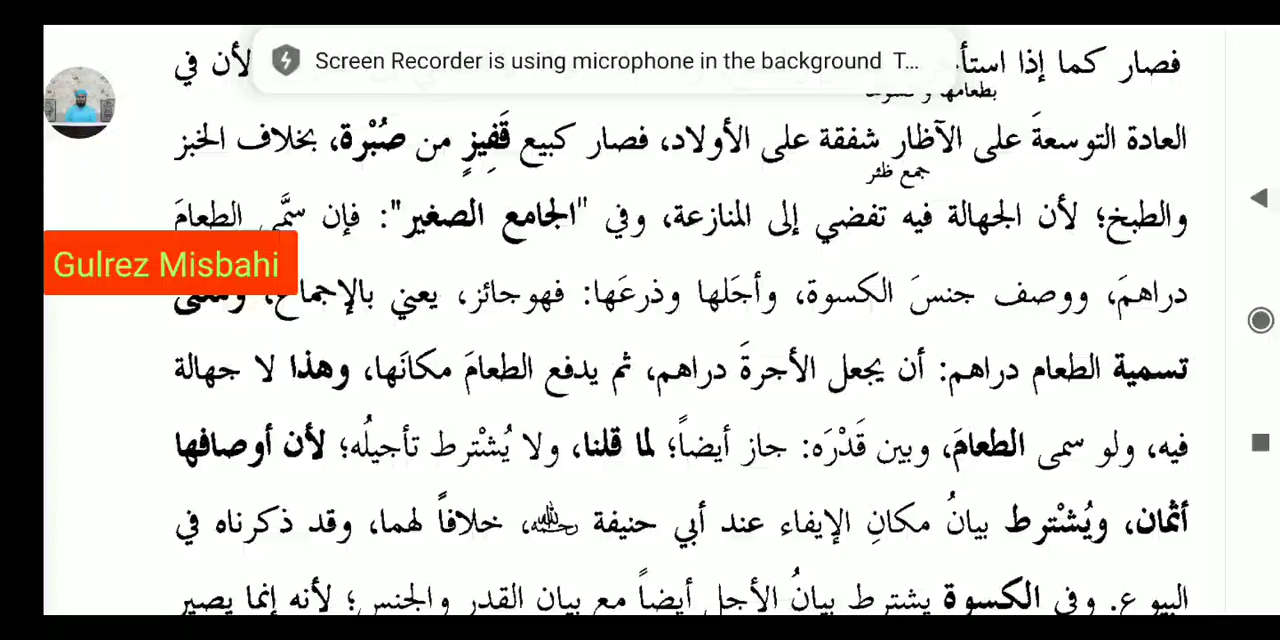 Screen Recorder is using microphone in the background T...
فصار كما إذا استأ
لأن في
بطعامها
العادة التوسعةَ على الآظار شفقة على الأولاد، فصار كبيع قَفِيزٍ من صُبْرة، بخلاف الخبز
جمع ظئر
والطبخ؛ لأن الجهالة فيه تفضي إلى المنازعة، وفي "الجامع الصغير": فإن سمَّى الطعامَ
Gulrez Misbahi
دراهمَ، ووصف جنسَ الكسوة، وأجَلها وذرعَها: فهوجائز، يعني بالإجماع، ومعنى
تسمية الطعام دراهم: أن يجعل الأجرةَ دراهم، ثم يدفع الطعامَ مكانَها، وهذا لا جهالة
فيه، ولو سمى الطعامَ، وبين قَدْرَه: جاز أيضاً؛ لما قلنا، ولا يُشْترط تأجيلُه؛ لأن أوصافها
أثمان، ويُشْترط بيانُ مكانِ الإيفاء عند أبي حنيفة رحمه الله، خلافاً لهما، وقد ذكرناه في
البيوع. وفي الكسوة يشترط بيانُ الأجل أيضاً مع بيان القدر والجنس؛ لأنه إنما يصير